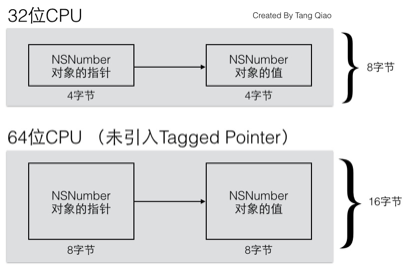 32位CPU
Created By Tang Qiao
NSNumber
对象的指针
NSNumber
对象的值
4字节
4字节
8字节
64位CPU （未引入Tagged Pointer）
NSNumber
对象的指针
NSNumber
对象的值
8字节
8字节
16字节